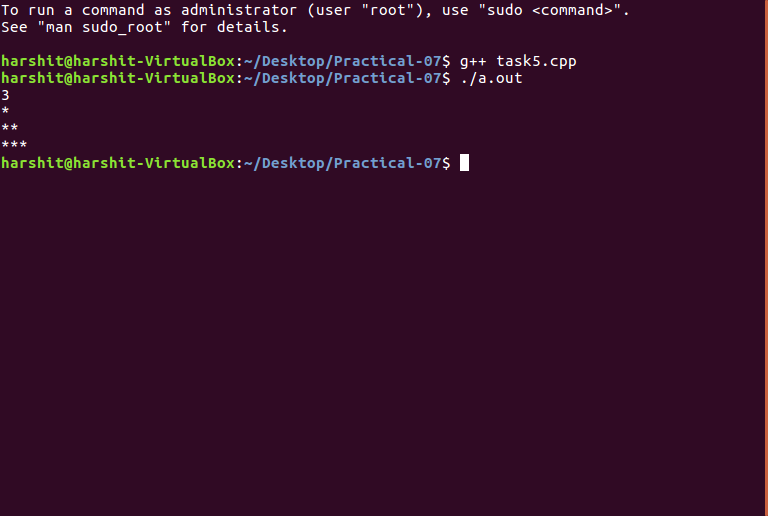 To run a command as administrator (user "root"), use "sudo <command>".
See "man sudo_root" for details.
harshit@harshit-VirtualBox:~/Desktop/Practical-07$ g++ task5.cpp
harshit@harshit-VirtualBox:~/Desktop/Practical-07$ ./a.out
3
*
**
***
harshit@harshit-VirtualBox:~/Desktop/Practical-07$